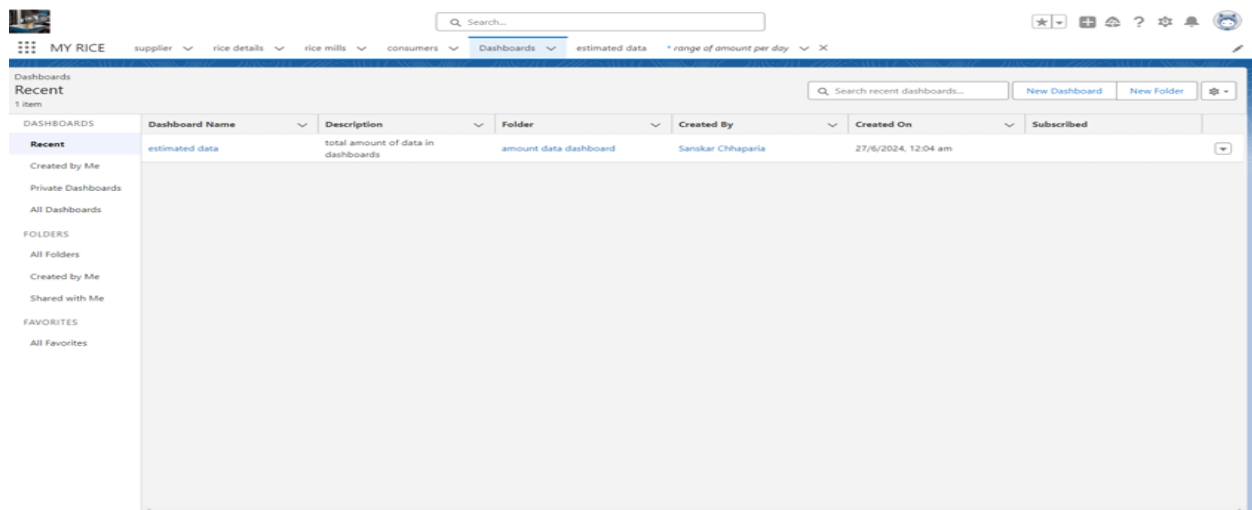 Search...
MY RICE supplier rice details rice mills consumers Dashboards estimated data * range of amount per day
Dashboards
Recent
1 item
Search recent dashboards...
New Dashboard
New Folder
DASHBOARDS
Recent
Created by Me
Private Dashboards
All Dashboards
FOLDERS
All Folders
Created by Me
Shared with Me
FAVORITES
All Favorites
Dashboard Name Description Folder Created By Created On Subscribed
estimated data total amount of data in amount data dashboard Sanskar Chhaparia 27/6/2024, 12:04 am
dashboards